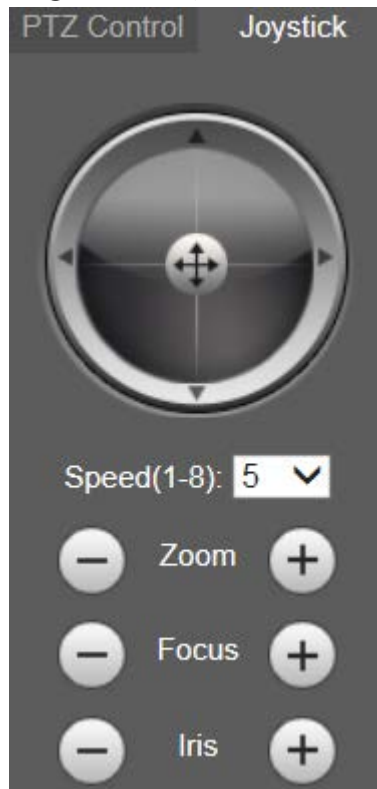 PTZ Control Joystick
Speed(1-8): 5
− Zoom +
− Focus +
− Iris +